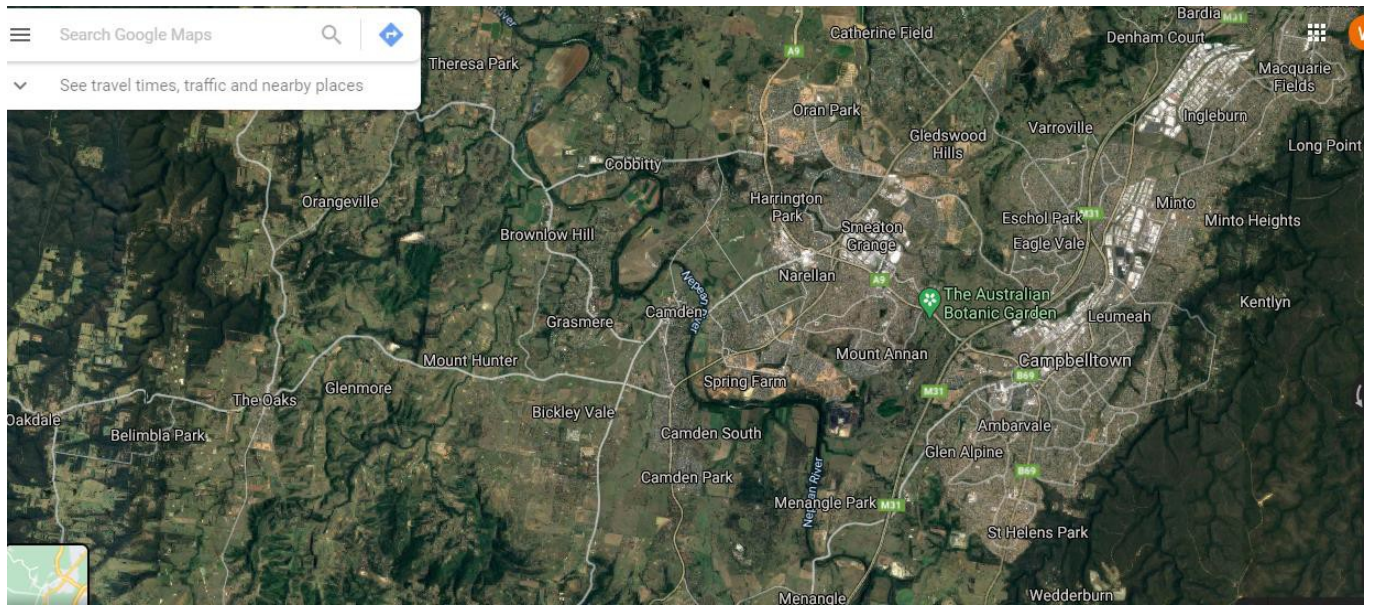 Search Google Maps
See travel times, traffic and nearby places
River
Theresa Park
Catherine Field
Bardia
M31
Denham Court
A9
Macquarie
Fields
Oran Park
Ingleburn
Gledswood
Hills
Varroville
Long Point
Cobbitty
Orangeville
Harrington
Park
Minto
Eschol Park
M31
Minto Heights
Smeaton
Grange
Brownlow Hill
Eagle Vale
Narellan
A9
Nepean River
The Australian
Botanic Garden
Kentlyn
Camden
Grasmere
Leumeah
Mount Hunter
Mount Annan
Campbelltown
B69
Spring Farm
Glenmore
M31
The Oaks
Bickley Vale
Oakdale
Belimbla Park
Camden South
Ambarvale
Glen Alpine
B69
Camden Park
Nepean River
Menangle Park
M31
St Helens Park
Menangle
Wedderburn